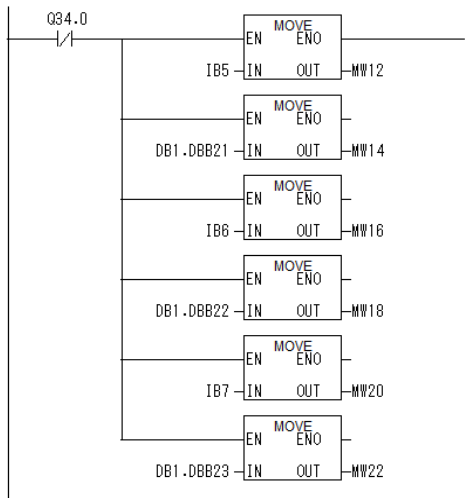 Q34.0
MOVE
EN ENO
IB5 IN OUT MW12
MOVE
EN ENO
DB1.DBB21 IN OUT MW14
MOVE
EN ENO
IB6 IN OUT MW16
MOVE
EN ENO
DB1.DBB22 IN OUT MW18
MOVE
EN ENO
IB7 IN OUT MW20
MOVE
EN ENO
DB1.DBB23 IN OUT MW22